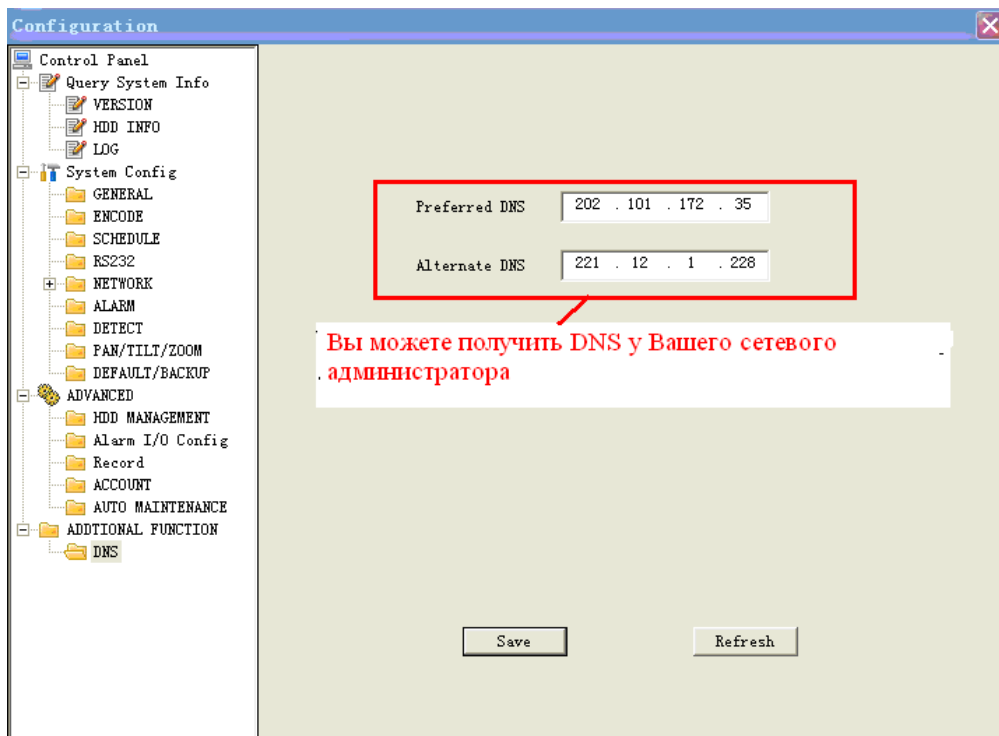 Configuration
Control Panel
Query System Info
VERSION
HDD INFO
LOG
System Config
GENERAL
ENCODE
SCHEDULE
RS232
NETWORK
ALARM
DETECT
PAN/TILT/ZOOM
DEFAULT/BACKUP
ADVANCED
HDD MANAGEMENT
Alarm I/O Config
Record
ACCOUNT
AUTO MAINTENANCE
ADDTIONAL FUNCTION
DNS
Preferred DNS 202 . 101 . 172 . 35
Alternate DNS 221 . 12 . 1 . 228
Вы можете получить DNS у Вашего сетевого
администратора
Save Refresh